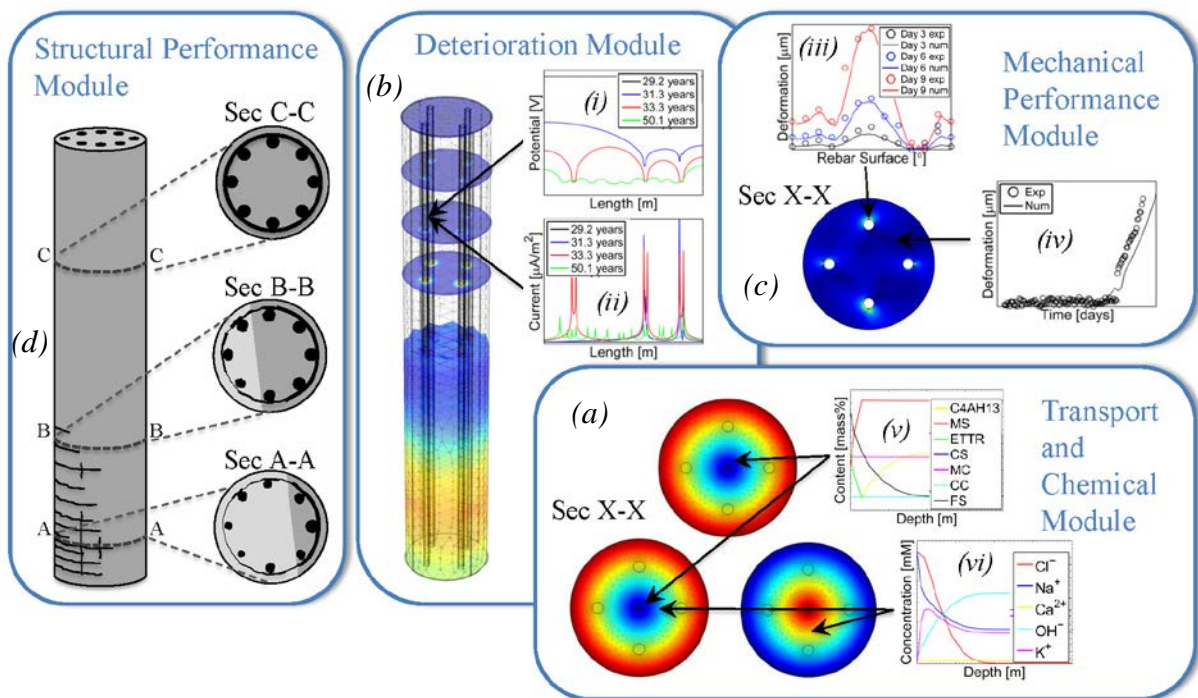 Structural Performance
Module
Sec C-C
C
C
Sec B-B
(d)
B
B
Sec A-A
A
A
Deterioration Module
(b)
(i)
29.2 years
31.3 years
33.3 years
50.1 years
Potential [V]
Length [m]
(ii)
29.2 years
31.3 years
33.3 years
50.1 years
Current [µA/m²]
Length [m]
Mechanical
Performance
Module
(iii)
Day 3 exp
Day 3 num
Day 6 exp
Day 6 num
Day 9 exp
Day 9 num
Deformation [µm]
Rebar Surface [°]
Sec X-X
(c)
(iv)
Exp
Num
Deformation [µm]
Time [days]
Transport
and
Chemical
Module
(a)
Sec X-X
(v)
C4AH13
MS
ETTR
CS
MC
CC
FS
Content [mass%]
Depth [m]
(vi)
Cl⁻
Na⁺
Ca²⁺
OH⁻
K⁺
Concentration [mM]
Depth [m]